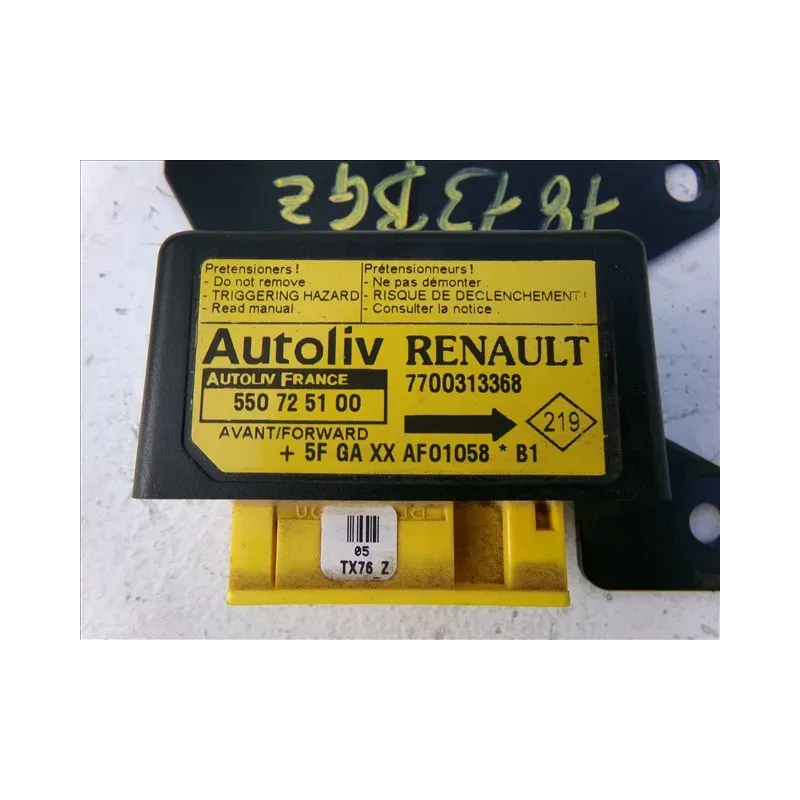 1813BGZ
Pretensioners !
- Do not remove
- TRIGGERING HAZARD
- Read manual .
Prétensionneurs !
- Ne pas démonter .
- RISQUE DE DECLENCHEMENT !
- Consulter la notice .
Autoliv RENAULT
AUTOLIV FRANCE
7700313368
550 72 51 00
219
AVANT/FORWARD
+ 5F GA XX AF01058 * B1
05
TX76 Z